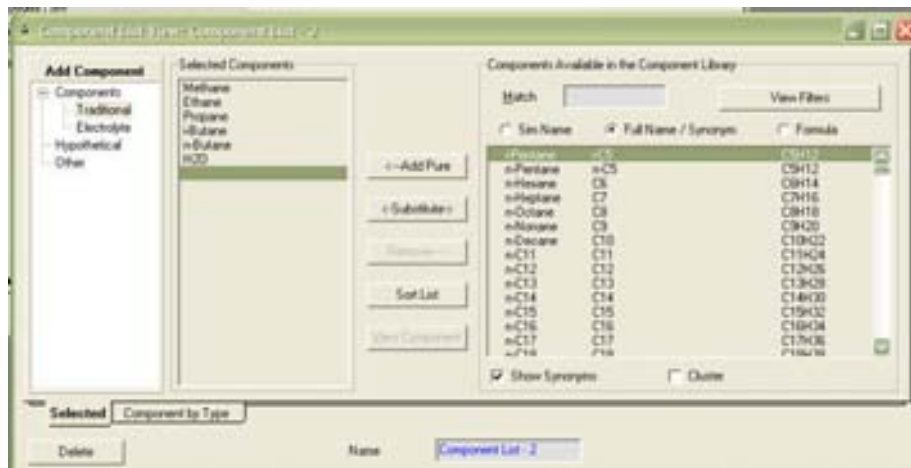 Component List View: Component List - 2
Add Component
Components
Traditional
Electrolyte
Hypothetical
Other
Selected Components
Methane
Ethane
Propane
i-Butane
n-Butane
H2O
<--Add Pure
<-Substitute->
Remove
Sort List
View Component
Components Available in the Component Library
Match
View Filters
Sim Name
Full Name / Synonym
Formula
i-Pentane i-C5 C5H12
n-Pentane n-C5 C5H12
n-Hexane C6 C6H14
n-Heptane C7 C7H16
n-Octane C8 C8H18
n-Nonane C9 C9H20
n-Decane C10 C10H22
n-C11 C11 C11H24
n-C12 C12 C12H26
n-C13 C13 C13H28
n-C14 C14 C14H30
n-C15 C15 C15H32
n-C16 C16 C16H34
n-C17 C17 C17H36
n-C18 C18 C18H38
Show Synonyms
Cluster
Selected
Component by Type
Delete
Name
Component List - 2